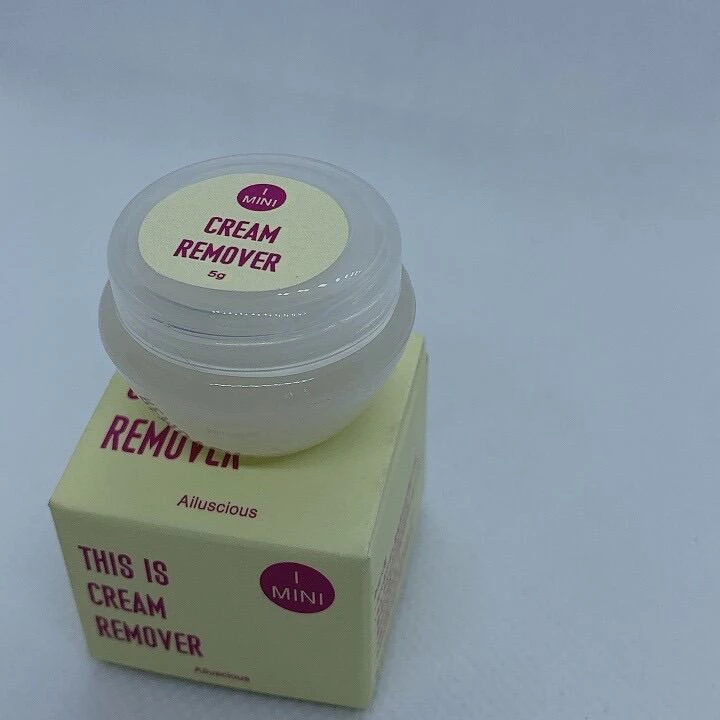 I
MINI
CREAM
REMOVER
5g
REMOVER
Ailuscious
THIS IS
CREAM
REMOVER
I
MINI
Ailuscious